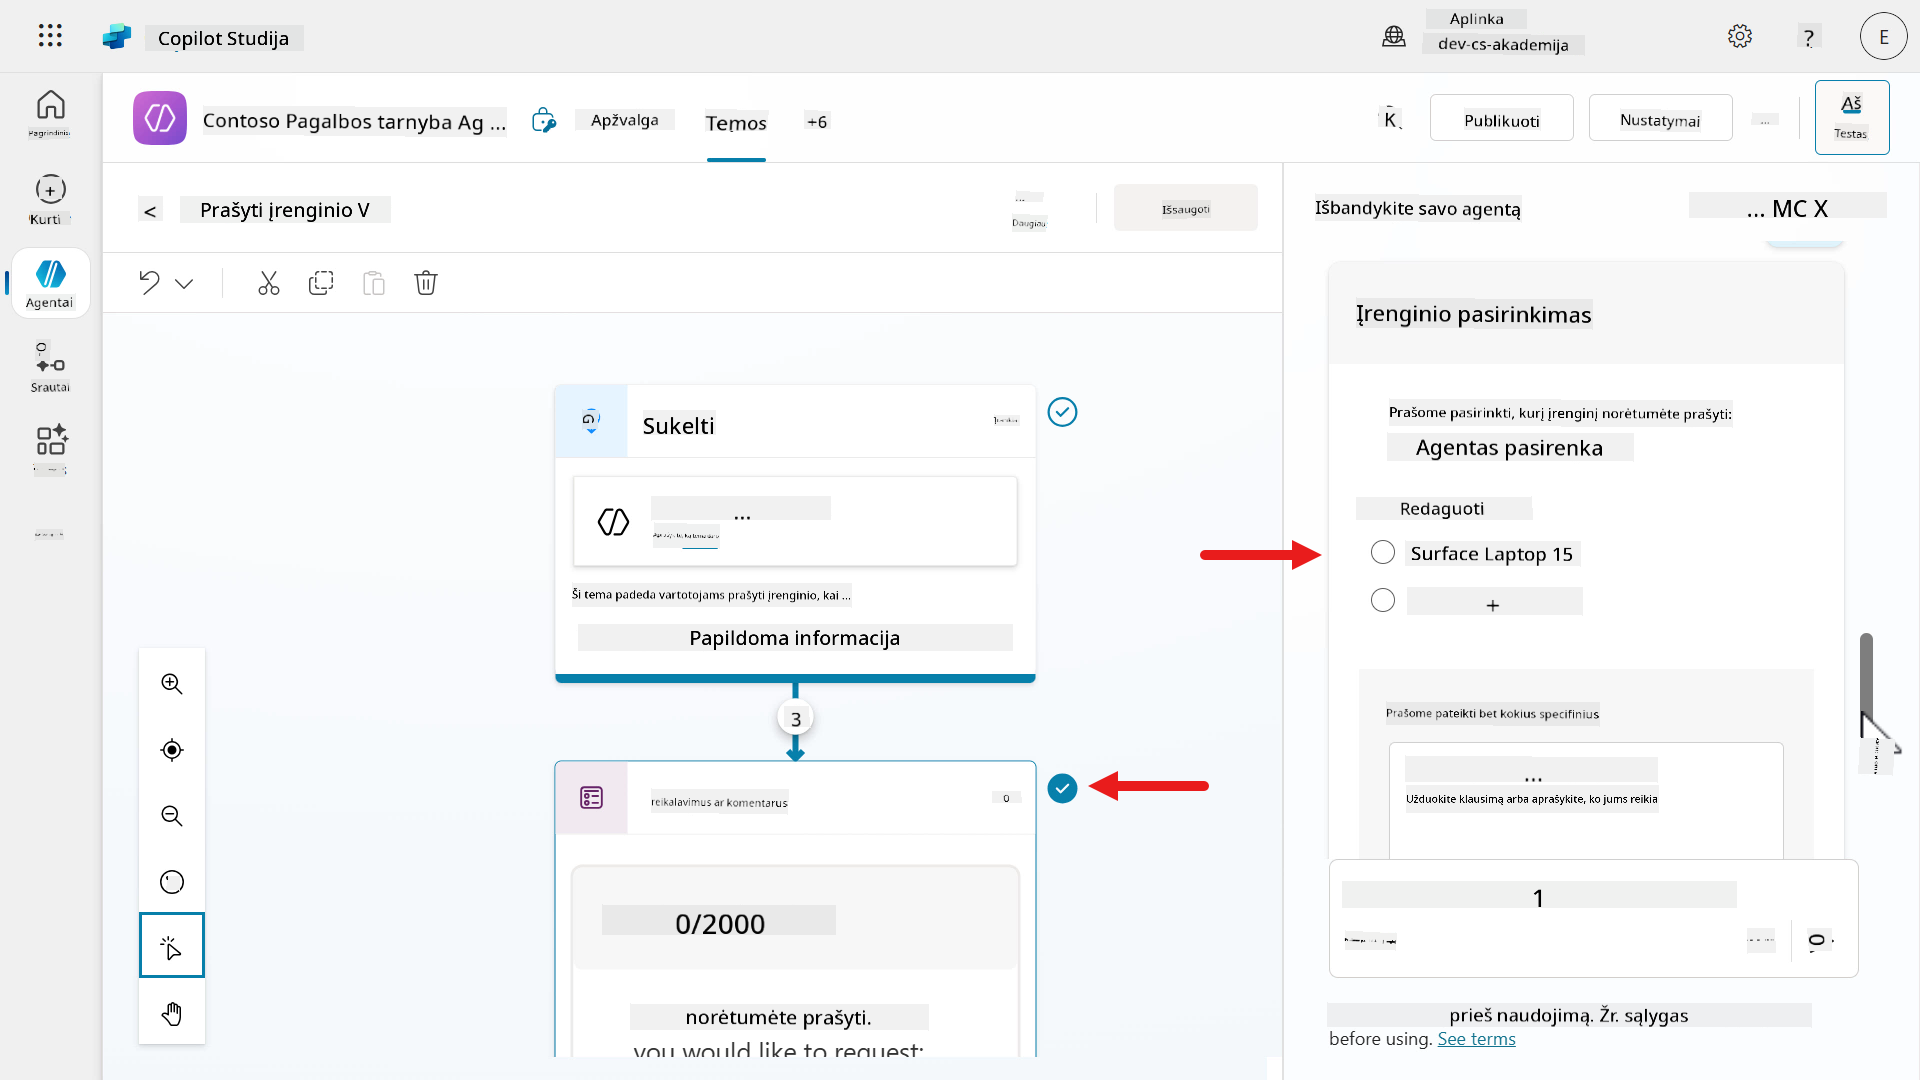 Copilot Studija
Aplinka
dev-cs-akademija
?
E
Pagrindinis
Kurti
Agentai
Srautai
Contoso Pagalbos tarnyba Ag ...
Apžvalga
Temos
+6
K
Publikuoti
Nustatymai
...
Aš
Testas
<
Prašyti įrenginio V
...
Daugiau
Išsaugoti
Sukelti
...
Ši tema padeda vartotojams prašyti įrenginio, kai ...
Papildoma informacija
3
reikalavimus ar komentarus
0
0/2000
norėtumėte prašyti.
you would like to request:
Išbandykite savo agentą
... MC X
Įrenginio pasirinkimas
Prašome pasirinkti, kurį įrenginį norėtumėte prašyti:
Agentas pasirenka
Redaguoti
Surface Laptop 15
+
Prašome pateikti bet kokius specifinius
...
Užduokite klausimą arba aprašykite, ko jums reikia
1
prieš naudojimą. Žr. sąlygas
before using. See terms